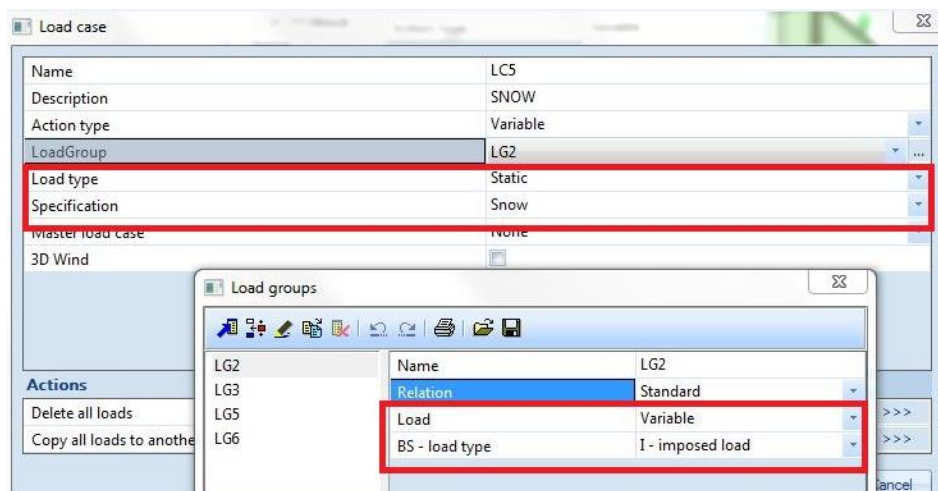 Load case
Name LC5
Description SNOW
Action type Variable
LoadGroup LG2 ...
Load type Static
Specification Snow
Master load case None
3D Wind
Load groups
LG2 Name LG2
LG3 Relation Standard
LG5 Load Variable
LG6 BS - load type I - imposed load
Actions
Delete all loads >>>
Copy all loads to anothe >>>
Cancel